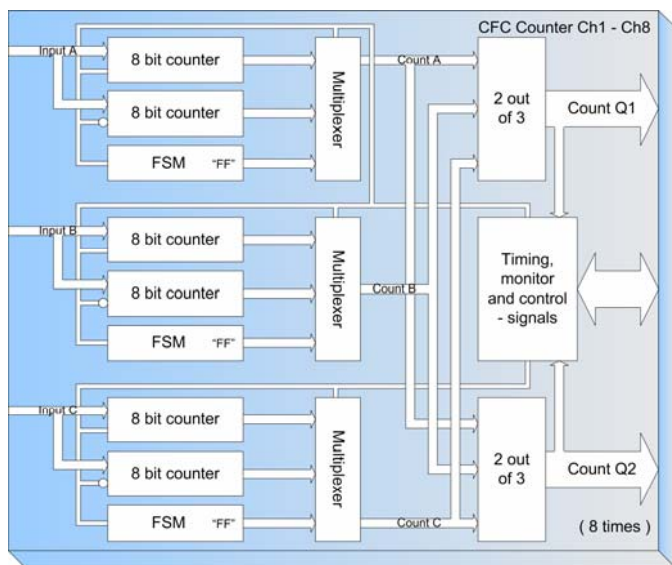 CFC Counter Ch1 - Ch8
Input A
8 bit counter
8 bit counter
FSM "FF"
Multiplexer
Count A
2 out
of 3
Count Q1
Input B
8 bit counter
8 bit counter
FSM "FF"
Multiplexer
Count B
Timing,
monitor
and control
- signals
Input C
8 bit counter
8 bit counter
FSM "FF"
Multiplexer
Count C
2 out
of 3
Count Q2
( 8 times )